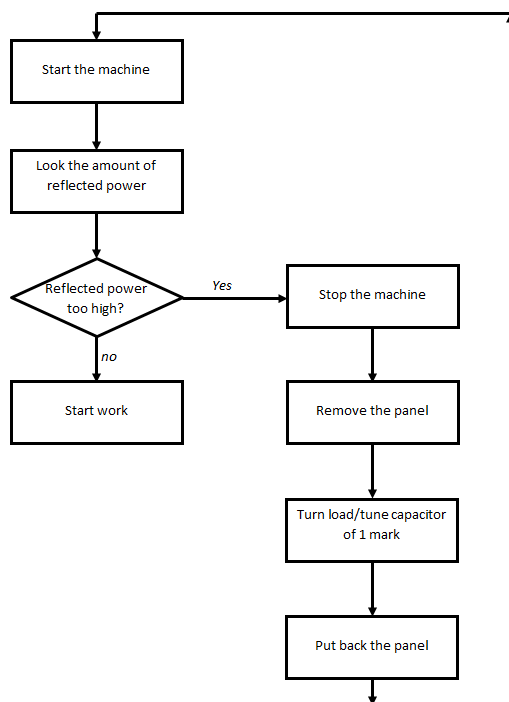 Start the machine
Look the amount of
reflected power
Reflected power
too high?
Yes
Stop the machine
no
Start work
Remove the panel
Turn load/tune capacitor
of 1 mark
Put back the panel